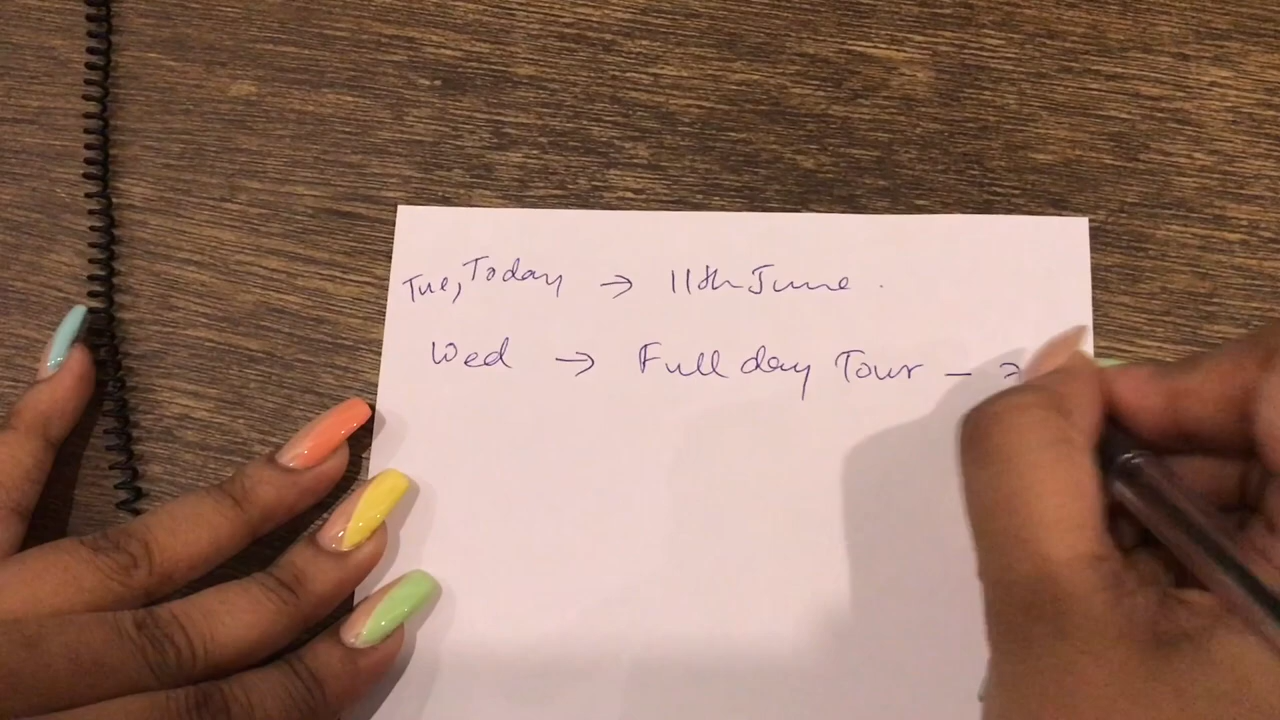 Tue, Today → 11th June.
Wed → Full day Tour –